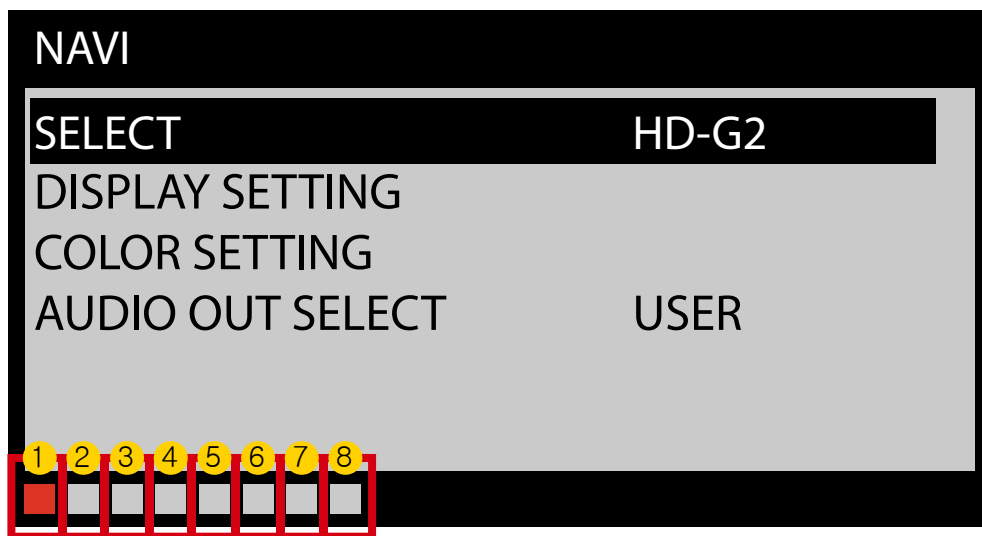 NAVI
SELECT HD-G2
DISPLAY SETTING
COLOR SETTING
AUDIO OUT SELECT USER
1 2 3 4 5 6 7 8